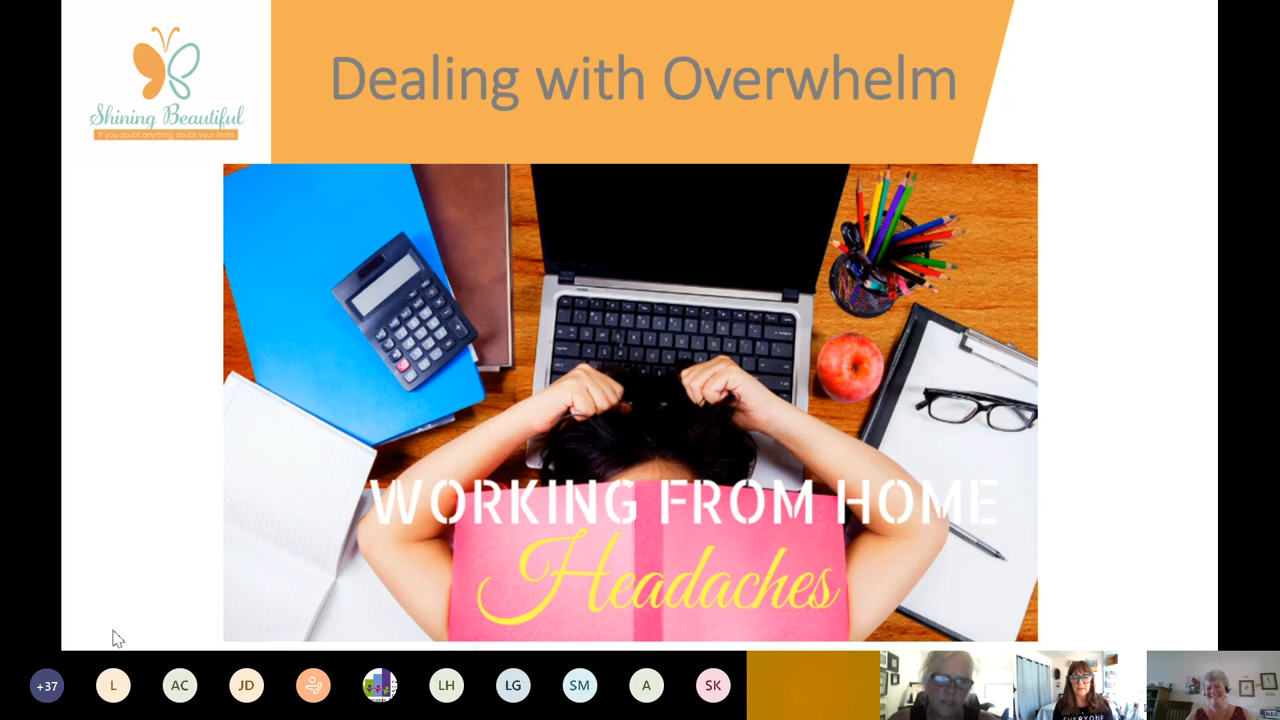 Dealing with Overwhelm
Shining Beautiful
If you doubt anything, doubt your limits
WORKING FROM HOME
Headaches
+37
L
AC
JD
LH
LG
SM
A
SK
EVERYONE